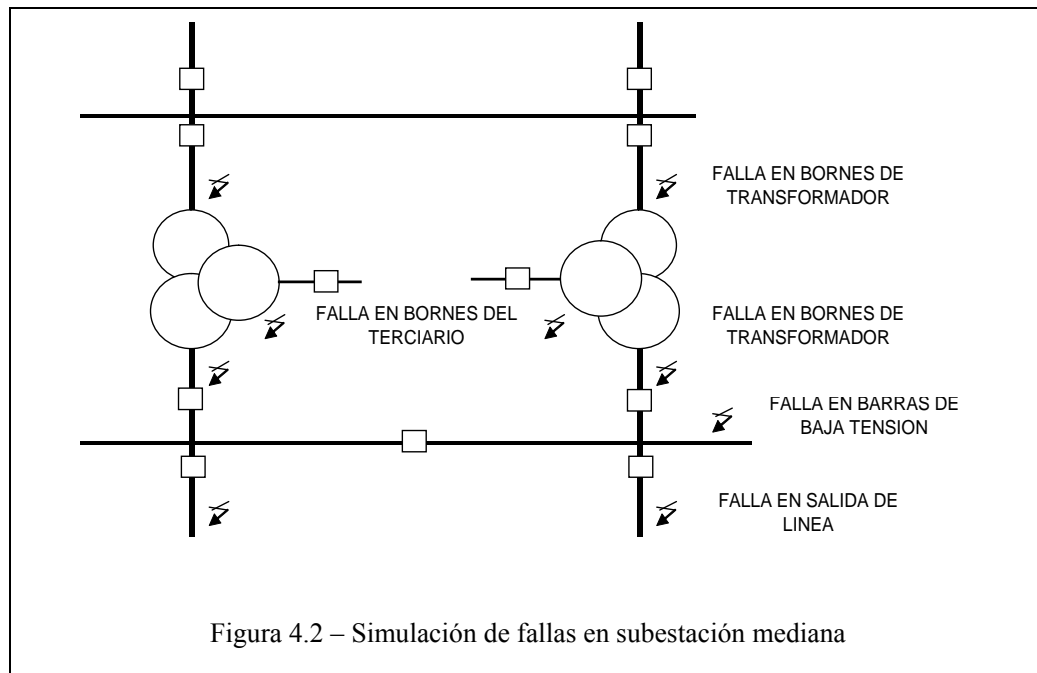 FALLA EN BORNES DE
TRANSFORMADOR
FALLA EN BORNES DEL
TERCIARIO
FALLA EN BORNES DE
TRANSFORMADOR
FALLA EN BARRAS DE
BAJA TENSION
FALLA EN SALIDA DE
LINEA
Figura 4.2 – Simulación de fallas en subestación mediana